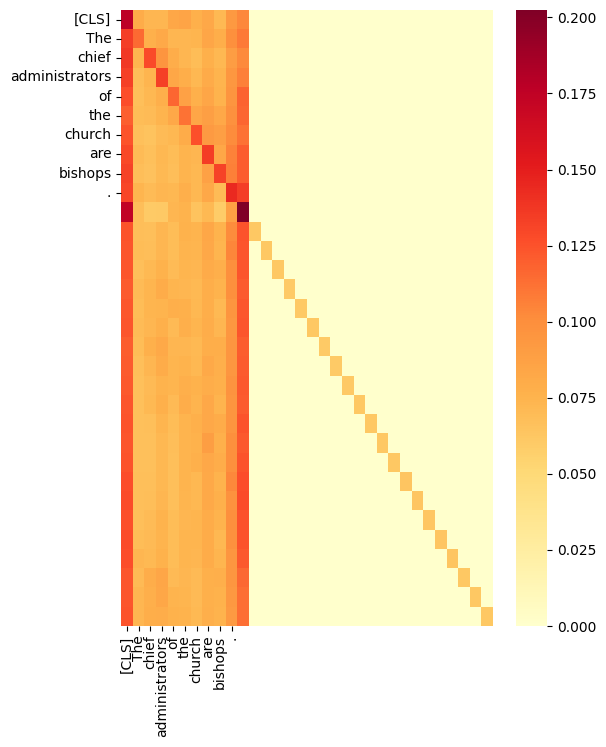 [CLS]
The
chief
administrators
of
the
church
are
bishops
.
[CLS]
The
chief
administrators
of
the
church
are
bishops
.
0.200
0.175
0.150
0.125
0.100
0.075
0.050
0.025
0.000